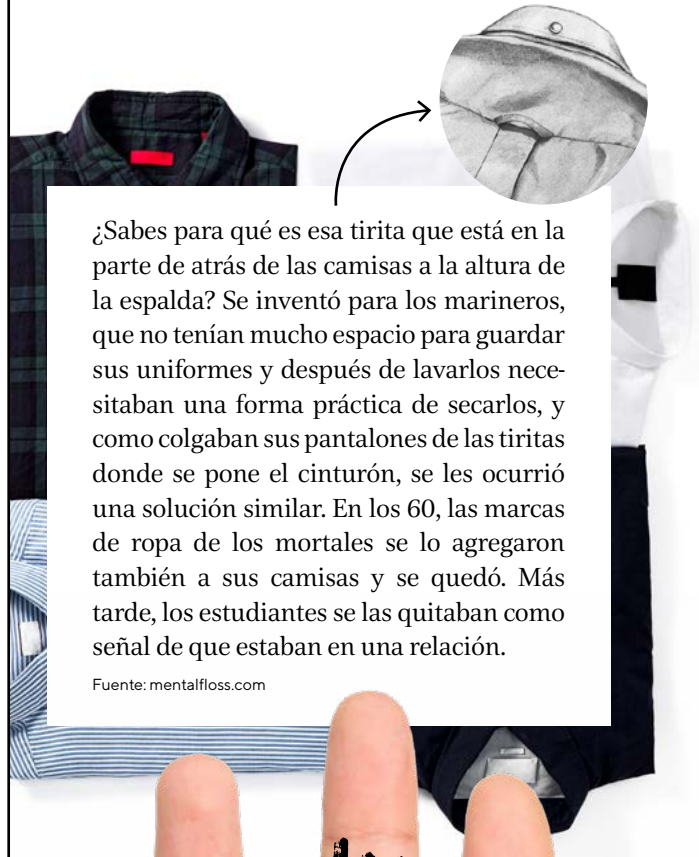 ¿Sabes para qué es esa tirita que está en la
parte de atrás de las camisas a la altura de
la espalda? Se inventó para los marineros,
que no tenían mucho espacio para guardar
sus uniformes y después de lavarlos nece-
sitaban una forma práctica de secarlos, y
como colgaban sus pantalones de las tiritas
donde se pone el cinturón, se les ocurrió
una solución similar. En los 60, las marcas
de ropa de los mortales se lo agregaron
también a sus camisas y se quedó. Más
tarde, los estudiantes se las quitaban como
señal de que estaban en una relación.
Fuente: mentalfloss.com